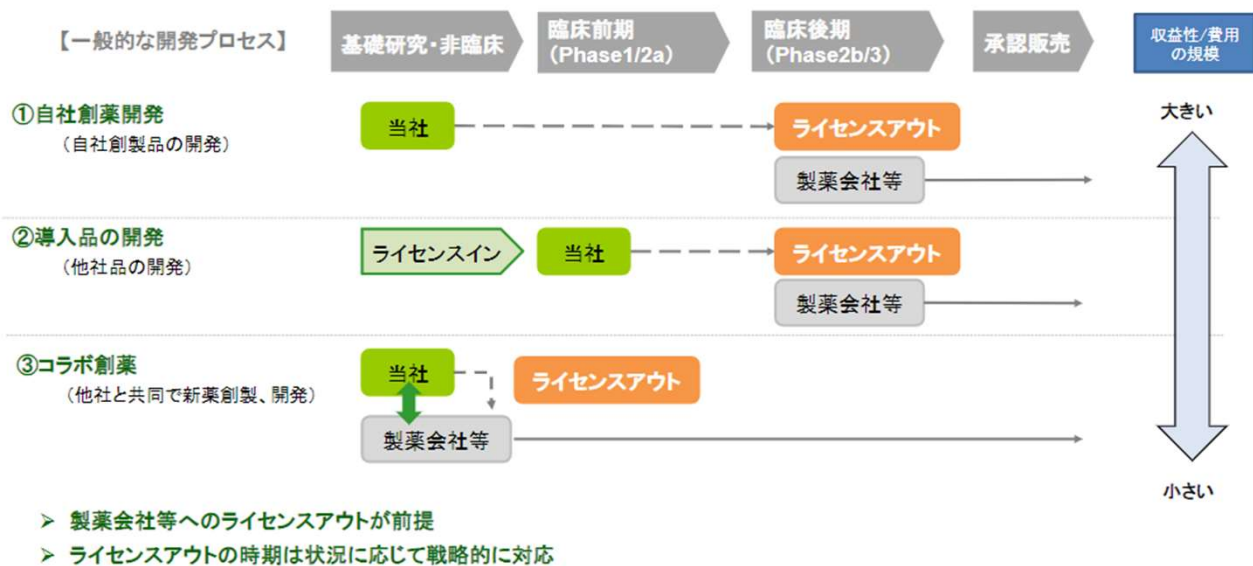 【一般的な開発プロセス】
基礎研究・非臨床
臨床前期
(Phase1/2a)
臨床後期
(Phase2b/3)
承認販売
収益性/費用
の規模
①自社創薬開発
(自社創製品の開発)
当社
ライセンスアウト
製薬会社等
大きい
②導入品の開発
(他社品の開発)
ライセンスイン
当社
ライセンスアウト
製薬会社等
③コラボ創薬
(他社と共同で新薬創製、開発)
当社
ライセンスアウト
製薬会社等
小さい
➢ 製薬会社等へのライセンスアウトが前提
➢ ライセンスアウトの時期は状況に応じて戦略的に対応